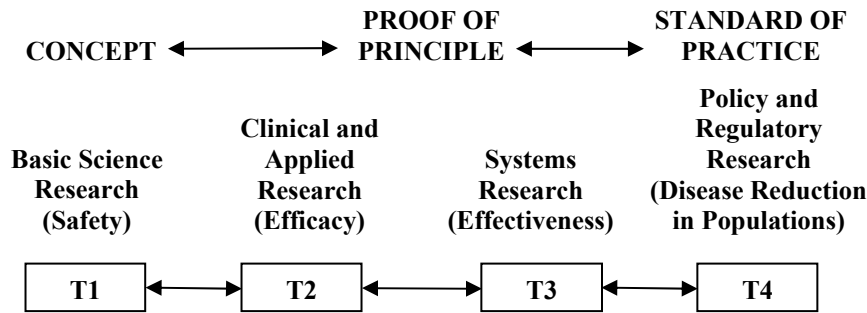 CONCEPT
PROOF OF
PRINCIPLE
STANDARD OF
PRACTICE
Basic Science
Research
(Safety)
Clinical and
Applied
Research
(Efficacy)
Systems
Research
(Effectiveness)
Policy and
Regulatory
Research
(Disease Reduction
in Populations)
T1
T2
T3
T4